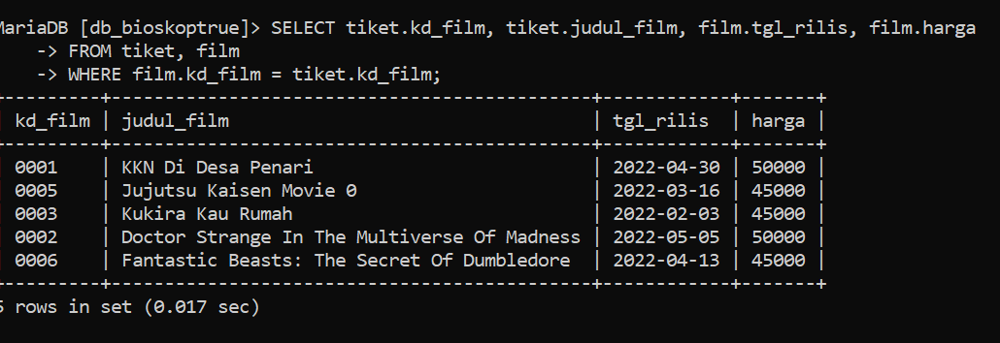 MariaDB [db_bioskoptrue]> SELECT tiket.kd_film, tiket.judul_film, film.tgl_rilis, film.harga
    -> FROM tiket, film
    -> WHERE film.kd_film = tiket.kd_film;
+---------+---------------------------------------------+------------+-------+
| kd_film | judul_film                                  | tgl_rilis  | harga |
+---------+---------------------------------------------+------------+-------+
| 0001    | KKN Di Desa Penari                          | 2022-04-30 | 50000 |
| 0005    | Jujutsu Kaisen Movie 0                      | 2022-03-16 | 45000 |
| 0003    | Kukira Kau Rumah                            | 2022-02-03 | 45000 |
| 0002    | Doctor Strange In The Multiverse Of Madness | 2022-05-05 | 50000 |
| 0006    | Fantastic Beasts: The Secret Of Dumbledore  | 2022-04-13 | 45000 |
+---------+---------------------------------------------+------------+-------+
5 rows in set (0.017 sec)